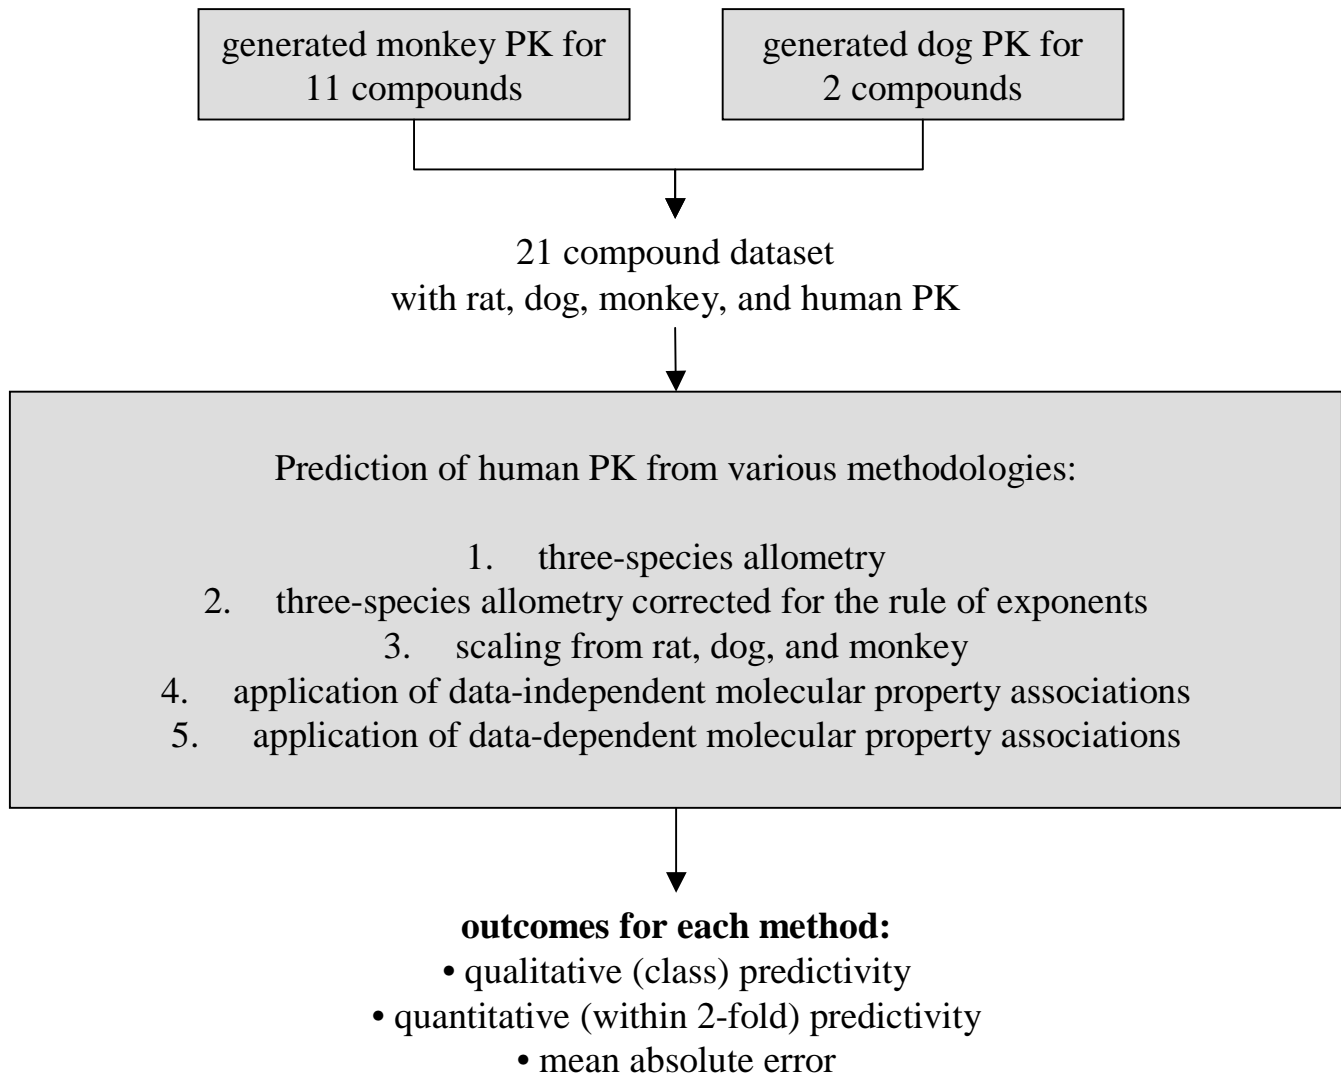 generated monkey PK for
11 compounds
generated dog PK for
2 compounds
21 compound dataset
with rat, dog, monkey, and human PK
Prediction of human PK from various methodologies:
1. three-species allometry
2. three-species allometry corrected for the rule of exponents
3. scaling from rat, dog, and monkey
4. application of data-independent molecular property associations
5. application of data-dependent molecular property associations
outcomes for each method:
• qualitative (class) predictivity
• quantitative (within 2-fold) predictivity
• mean absolute error